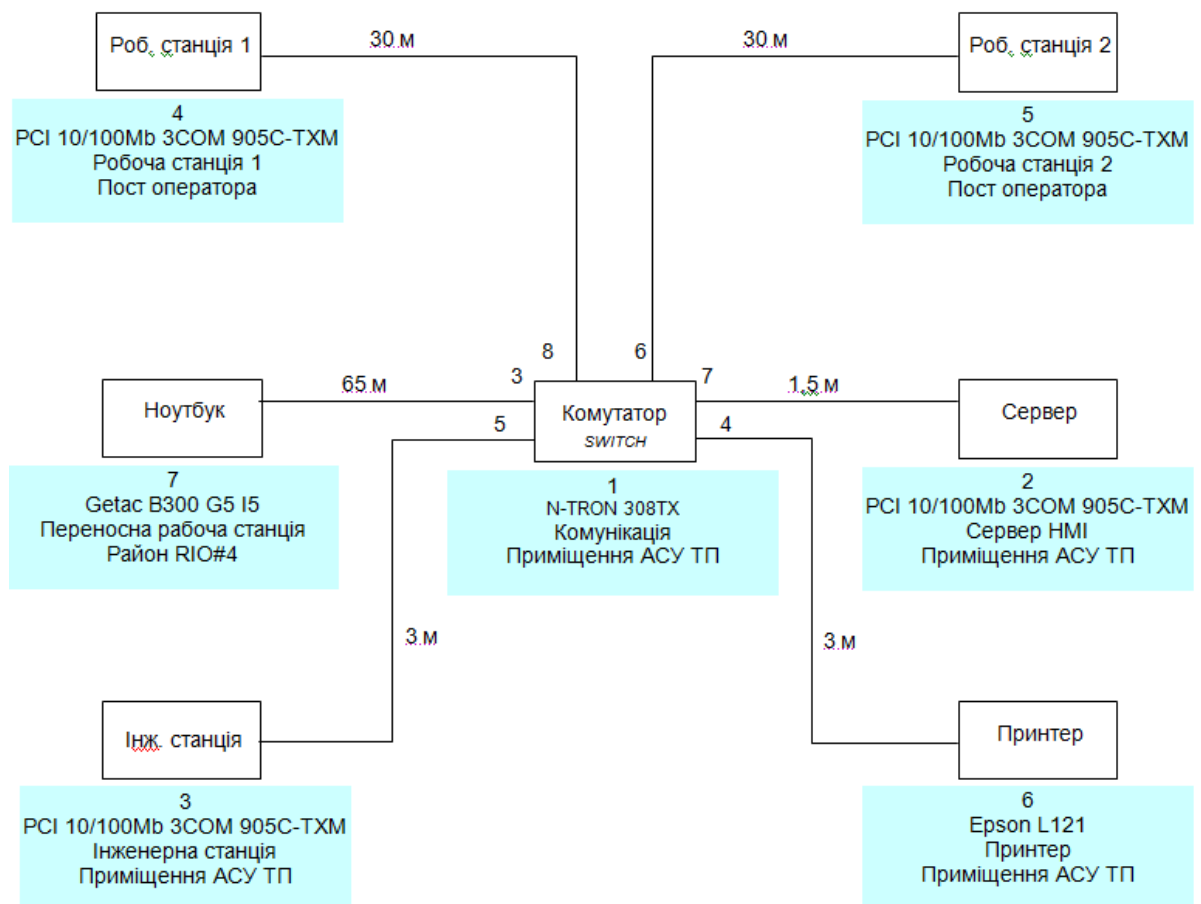 Роб. станція 1
30 м
30 м
Роб. станція 2
4
PCI 10/100Mb 3COM 905C-TXM
Робоча станція 1
Пост оператора
5
PCI 10/100Mb 3COM 905C-TXM
Робоча станція 2
Пост оператора
8
6
3
7
65 м
1,5 м
Ноутбук
Комутатор
SWITCH
Сервер
5
4
7
Getac B300 G5 I5
Переносна рабоча станція
Район RIO#4
1
N-TRON 308TX
Комунікація
Приміщення АСУ ТП
2
PCI 10/100Mb 3COM 905C-TXM
Сервер HMI
Приміщення АСУ ТП
3 м
3 м
Інж. станція
Принтер
3
PCI 10/100Mb 3COM 905C-TXM
Інженерна станція
Приміщення АСУ ТП
6
Epson L121
Принтер
Приміщення АСУ ТП